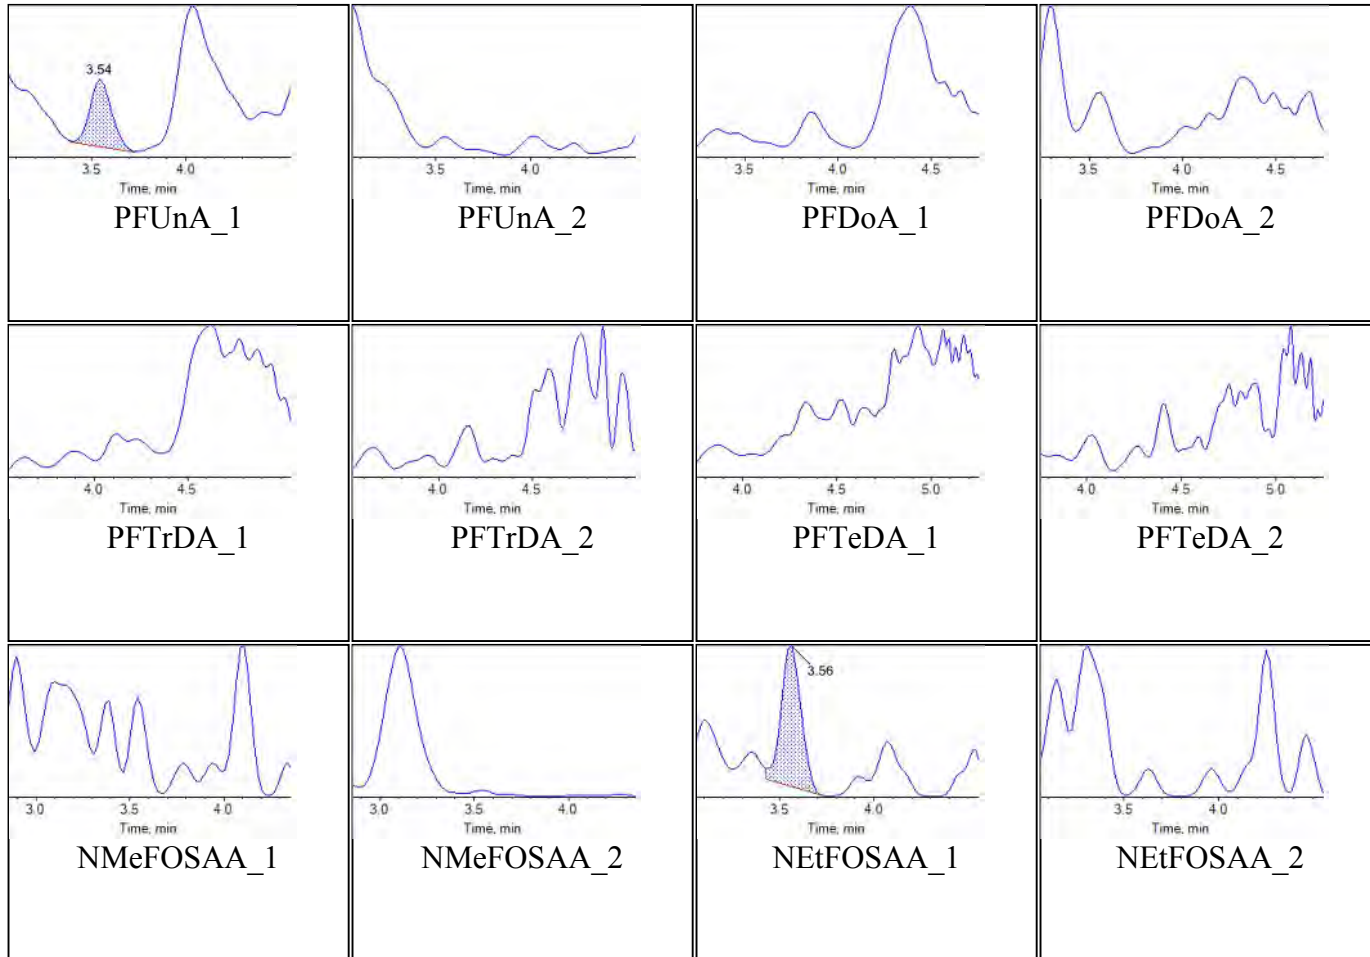 3.54
3.5 4.0
Time, min
PFUnA_1
3.5 4.0
Time, min
PFUnA_2
3.5 4.0 4.5
Time, min
PFDoA_1
3.5 4.0 4.5
Time, min
PFDoA_2
4.0 4.5
Time, min
PFTrDA_1
4.0 4.5
Time, min
PFTrDA_2
4.0 4.5 5.0
Time, min
PFTeDA_1
4.0 4.5 5.0
Time, min
PFTeDA_2
3.0 3.5 4.0
Time, min
NMeFOSAA_1
3.0 3.5 4.0
Time, min
NMeFOSAA_2
3.56
3.5 4.0
Time, min
NEtFOSAA_1
3.5 4.0
Time, min
NEtFOSAA_2